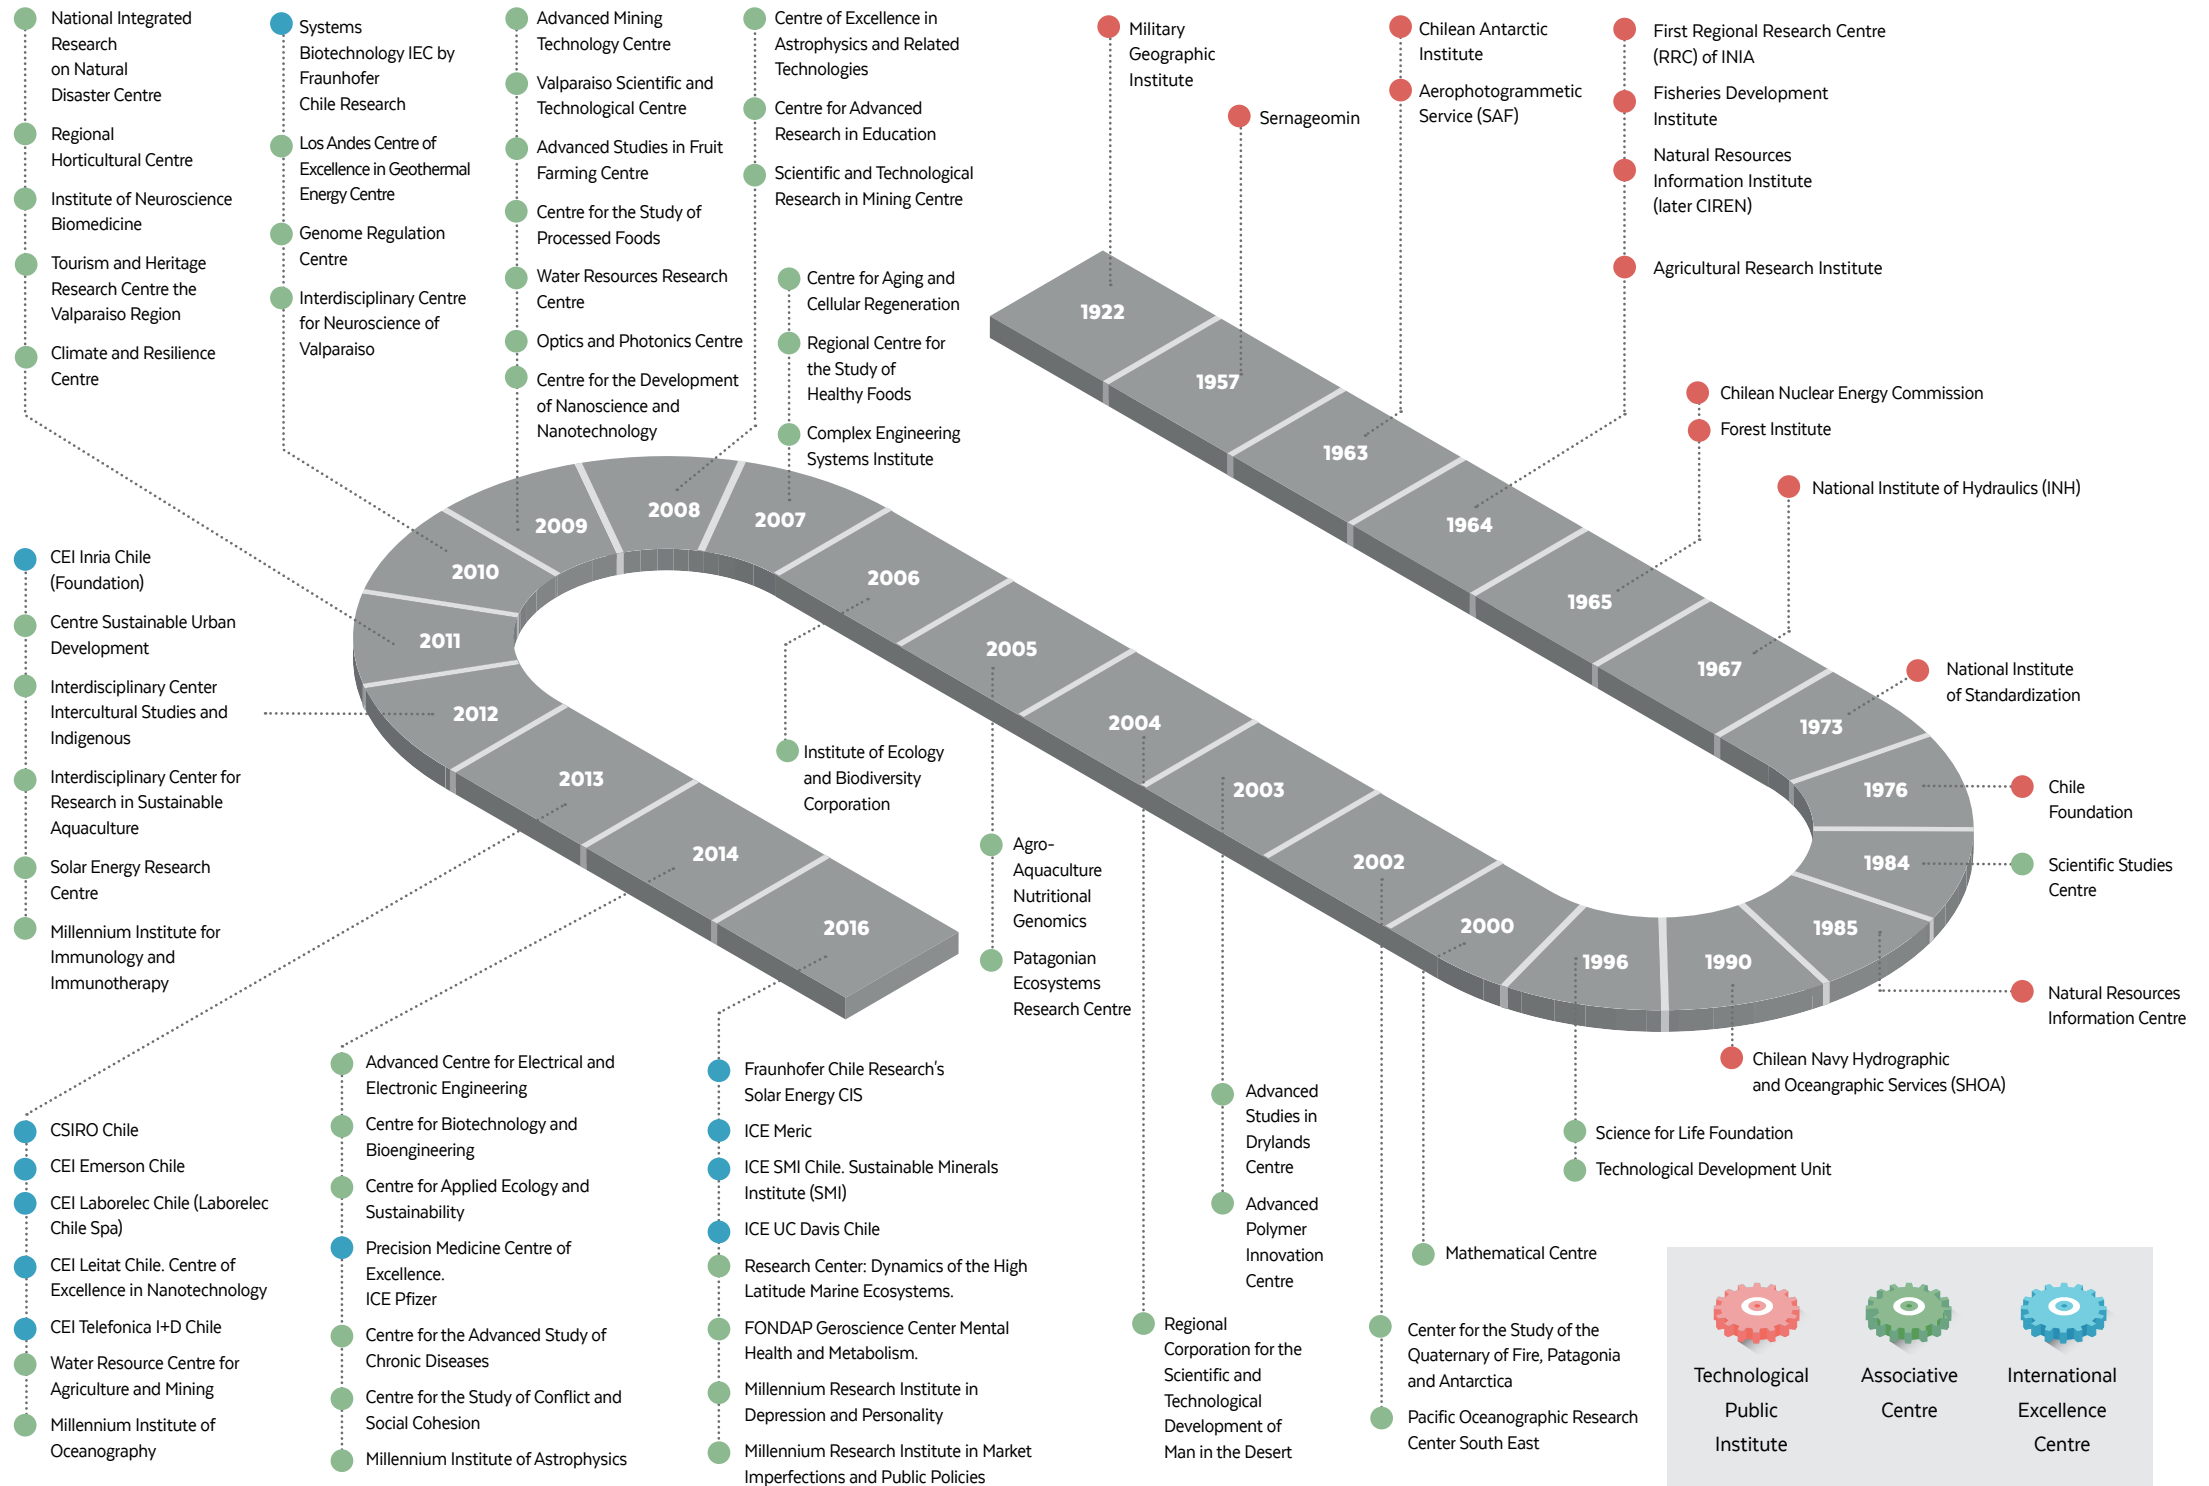 National Integrated
Research
on Natural
Disaster Centre
Regional
Horticultural Centre
Institute of Neuroscience
Biomedicine
Tourism and Heritage
Research Centre the
Valparaiso Region
Climate and Resilience
Centre
Systems
Biotechnology IEC by
Fraunhofer
Chile Research
Los Andes Centre of
Excellence in Geothermal
Energy Centre
Genome Regulation
Centre
Interdisciplinary Centre
for Neuroscience of
Valparaiso
Advanced Mining
Technology Centre
Valparaiso Scientific and
Technological Centre
Advanced Studies in Fruit
Farming Centre
Centre for the Study of
Processed Foods
Water Resources Research
Centre
Optics and Photonics Centre
Centre for the Development
of Nanoscience and
Nanotechnology
Centre of Excellence in
Astrophysics and Related
Technologies
Centre for Advanced
Research in Education
Scientific and Technological
Research in Mining Centre
Centre for Aging and
Cellular Regeneration
Regional Centre for
the Study of
Healthy Foods
Complex Engineering
Systems Institute
Military
Geographic
Institute
Sernageomin
Chilean Antarctic
Institute
Aerophotogrammetic
Service (SAF)
First Regional Research Centre
(RRC) of INIA
Fisheries Development
Institute
Natural Resources
Information Institute
(later CIREN)
Agricultural Research Institute
Chilean Nuclear Energy Commission
Forest Institute
National Institute of Hydraulics (INH)
National Institute
of Standardization
Chile
Foundation
Scientific Studies
Centre
Natural Resources
Information Centre
Chilean Navy Hydrographic
and Oceangraphic Services (SHOA)
Science for Life Foundation
Technological Development Unit
Mathematical Centre
Center for the Study of the
Quaternary of Fire, Patagonia
and Antarctica
Pacific Oceanographic Research
Center South East
Advanced
Studies in
Drylands
Centre
Advanced
Polymer
Innovation
Centre
Regional
Corporation for the
Scientific and
Technological
Development of
Man in the Desert
Agro-
Aquaculture
Nutritional
Genomics
Patagonian
Ecosystems
Research Centre
Institute of Ecology
and Biodiversity
Corporation
1922
1957
1963
1964
1965
1967
1973
1976
1984
1985
1990
1996
2000
2002
2003
2004
2005
2006
2007
2008
2009
2010
2011
2012
2013
2014
2016
CEI Inria Chile
(Foundation)
Centre Sustainable Urban
Development
Interdisciplinary Center
Intercultural Studies and
Indigenous
Interdisciplinary Center for
Research in Sustainable
Aquaculture
Solar Energy Research
Centre
Millennium Institute for
Immunology and
Immunotherapy
CSIRO Chile
CEI Emerson Chile
CEI Laborelec Chile (Laborelec
Chile Spa)
CEI Leitat Chile. Centre of
Excellence in Nanotechnology
CEI Telefonica I+D Chile
Water Resource Centre for
Agriculture and Mining
Millennium Institute of
Oceanography
Advanced Centre for Electrical and
Electronic Engineering
Centre for Biotechnology and
Bioengineering
Centre for Applied Ecology and
Sustainability
Precision Medicine Centre of
Excellence.
ICE Pfizer
Centre for the Advanced Study of
Chronic Diseases
Centre for the Study of Conflict and
Social Cohesion
Millennium Institute of Astrophysics
Fraunhofer Chile Research's
Solar Energy CIS
ICE Meric
ICE SMI Chile. Sustainable Minerals
Institute (SMI)
ICE UC Davis Chile
Research Center: Dynamics of the High
Latitude Marine Ecosystems.
FONDAP Geroscience Center Mental
Health and Metabolism.
Millennium Research Institute in
Depression and Personality
Millennium Research Institute in Market
Imperfections and Public Policies
Technological
Public
Institute
Associative
Centre
International
Excellence
Centre